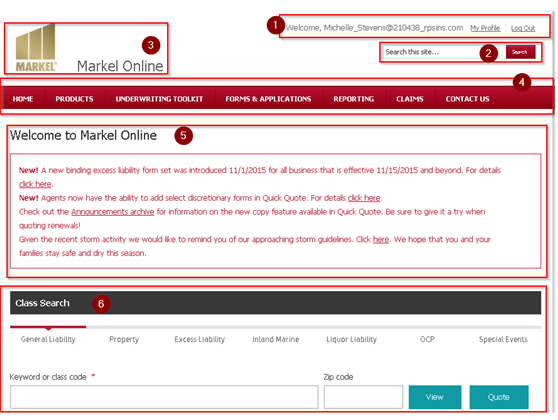 1
Welcome, Michelle_Stevens@210438_rpsins.com My Profile Log Out
Search this site... 2 Search
MARKEL® Markel Online 3
4
HOME PRODUCTS UNDERWRITING TOOLKIT FORMS & APPLICATIONS REPORTING CLAIMS CONTACT US
Welcome to Markel Online 5
New! A new binding excess liability form set was introduced 11/1/2015 for all business that is effective 11/15/2015 and beyond. For details
click here.
New! Agents now have the ability to add select discretionary forms in Quick Quote. For details click here.
Check out the Announcements archive for information on the new copy feature available in Quick Quote. Be sure to give it a try when
quoting renewals!
Given the recent storm activity we would like to remind you of our approaching storm guidelines. Click here. We hope that you and your
families stay safe and dry this season.
Class Search 6
General Liability Property Excess Liability Inland Marine Liquor Liability OCP Special Events
Keyword or class code * Zip code
View Quote